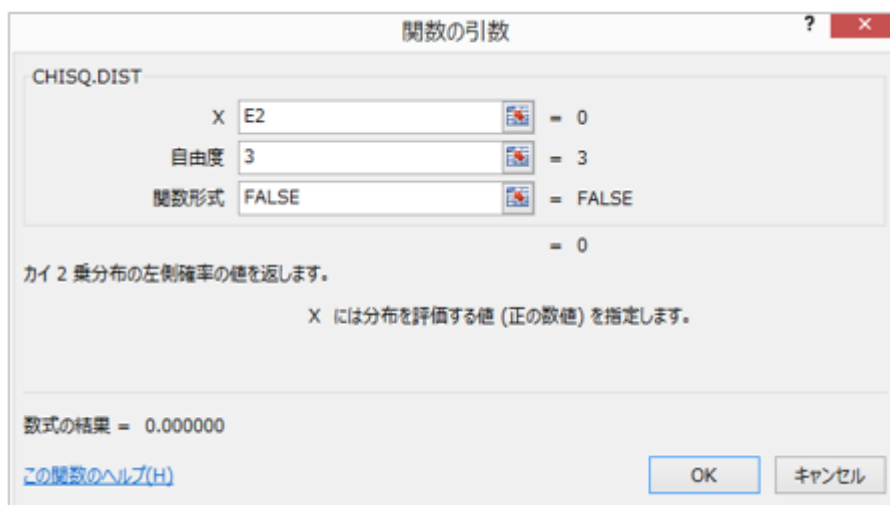 関数の引数
? ×
CHISQ.DIST
X E2 = 0
自由度 3 = 3
関数形式 FALSE = FALSE
= 0
カイ 2 乗分布の左側確率の値を返します。
X には分布を評価する値 (正の数値) を指定します。
数式の結果 = 0.000000
この関数のヘルプ(H)
OK キャンセル